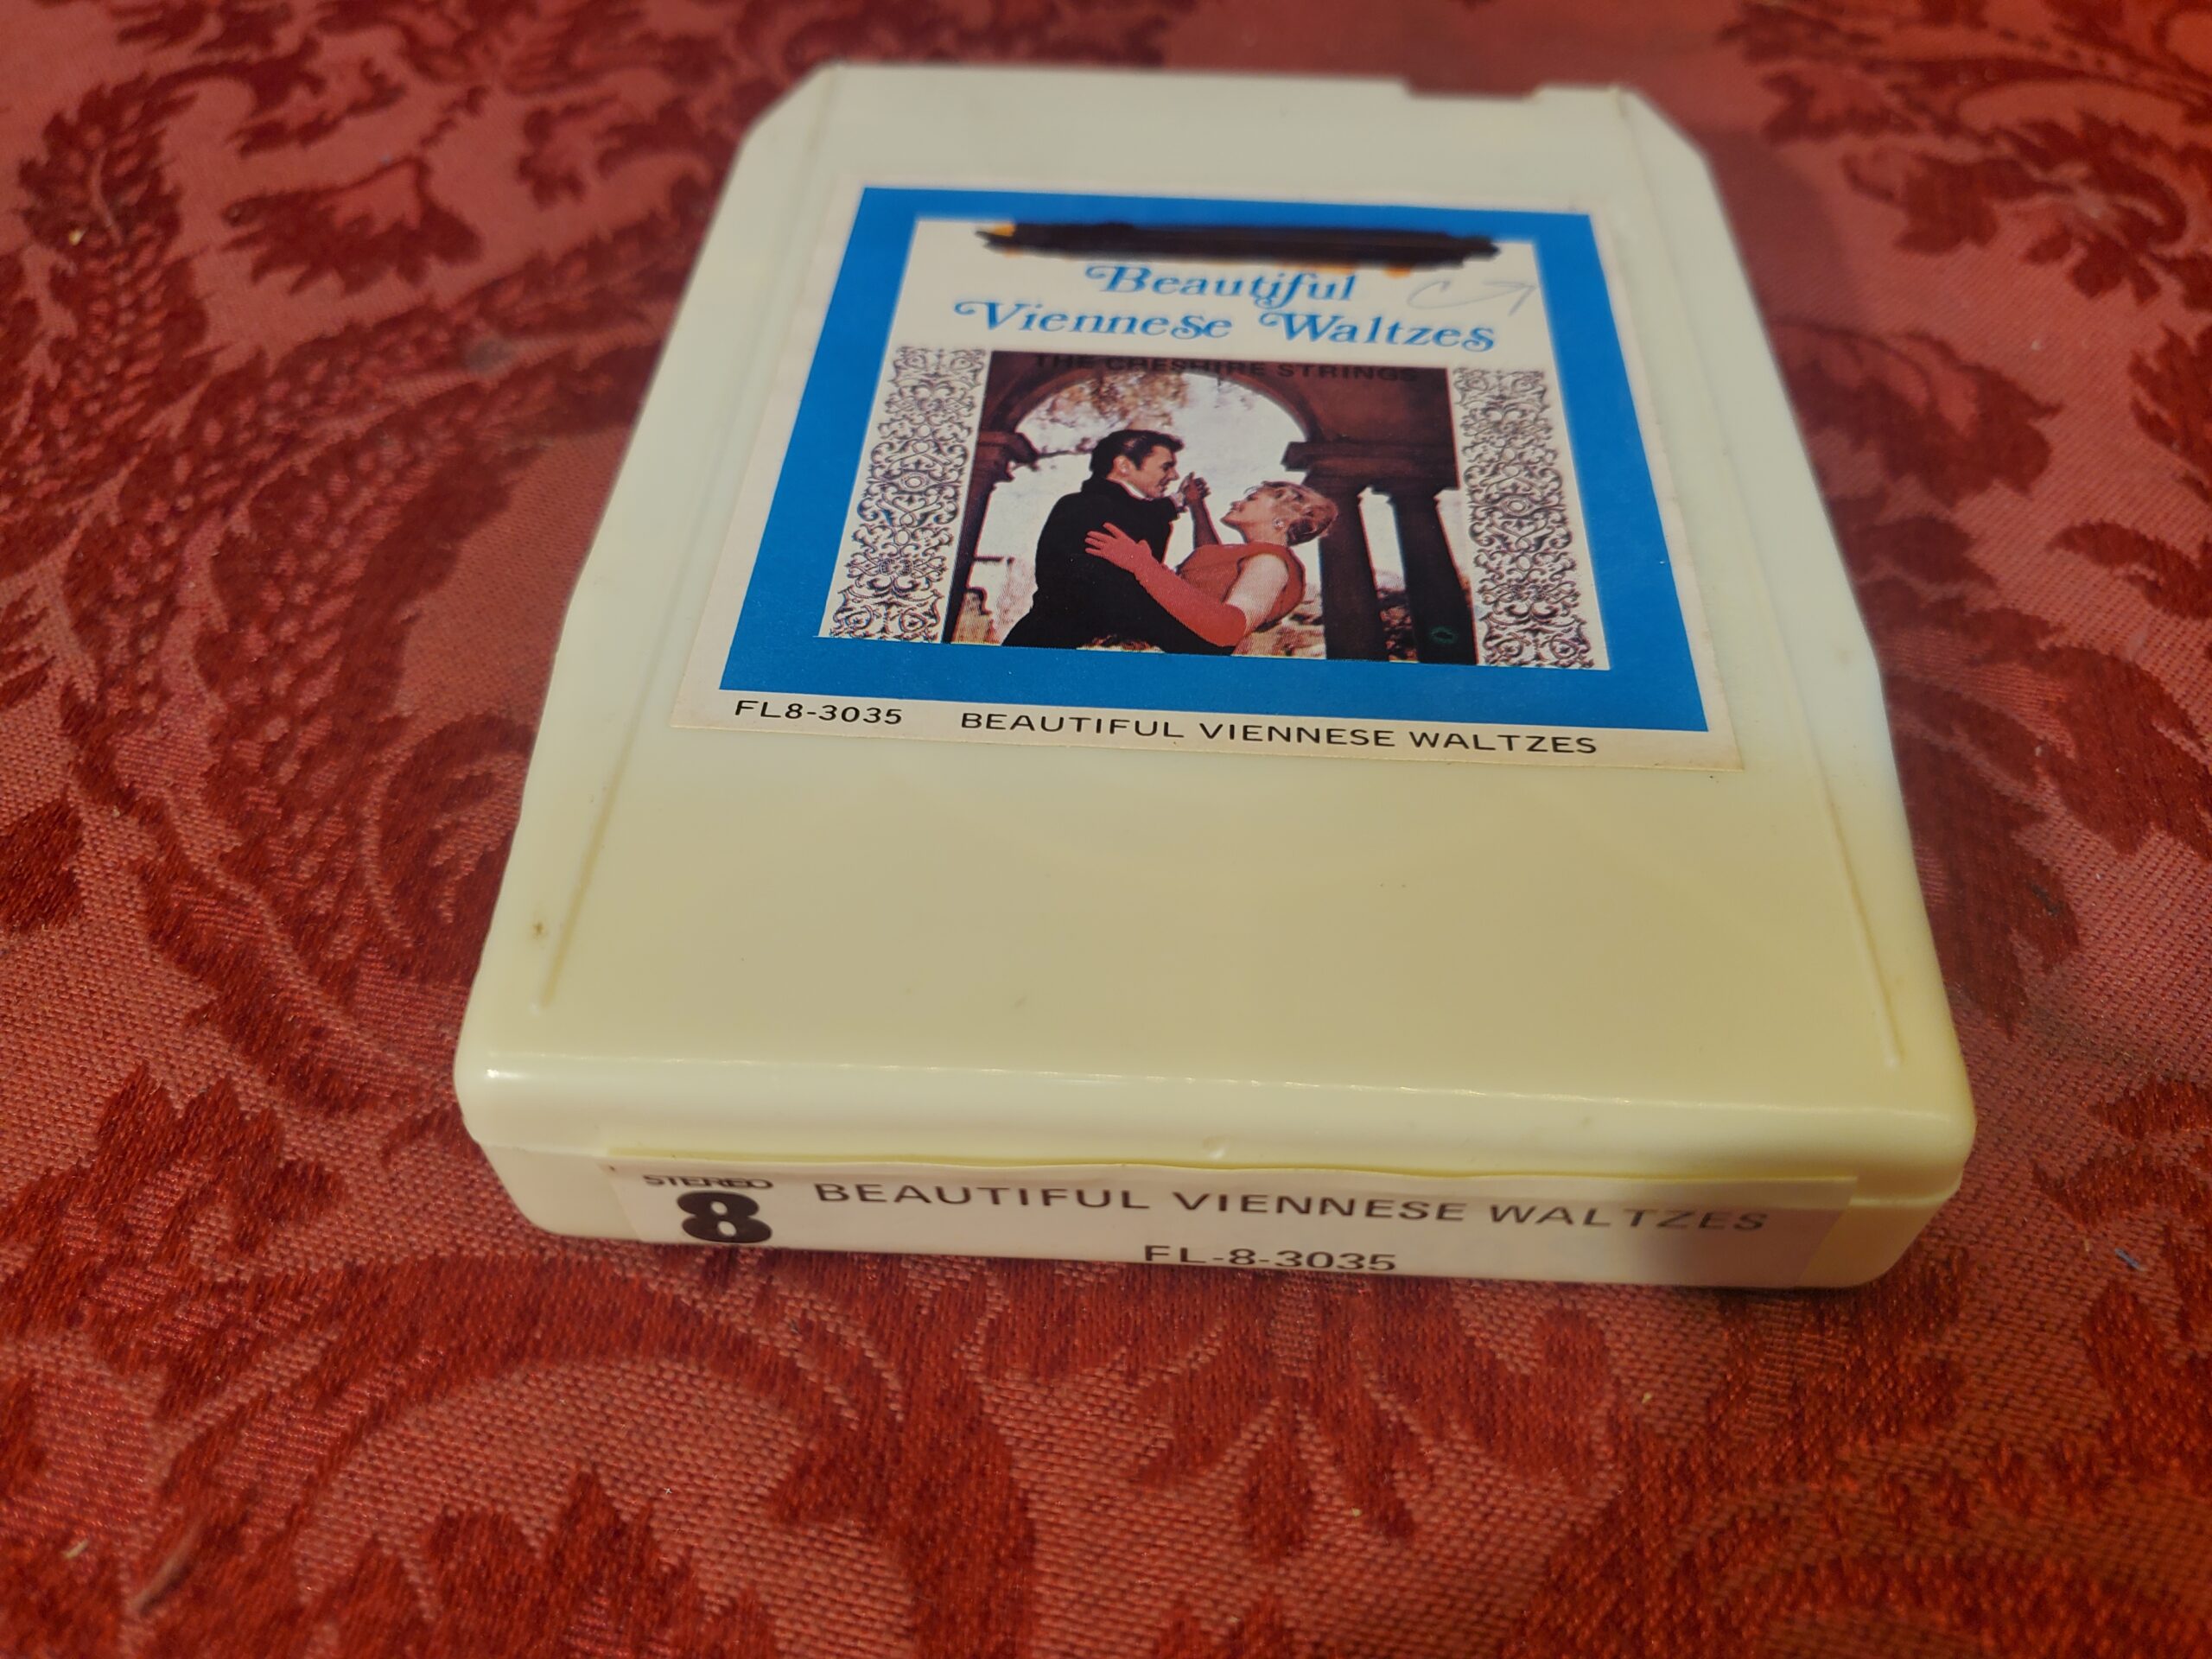 Beautiful
Viennese Waltzes
THE CHESHIRE STRINGS
FL8-3035 BEAUTIFUL VIENNESE WALTZES
STEREO
8 BEAUTIFUL VIENNESE WALTZES
FL-8-3035